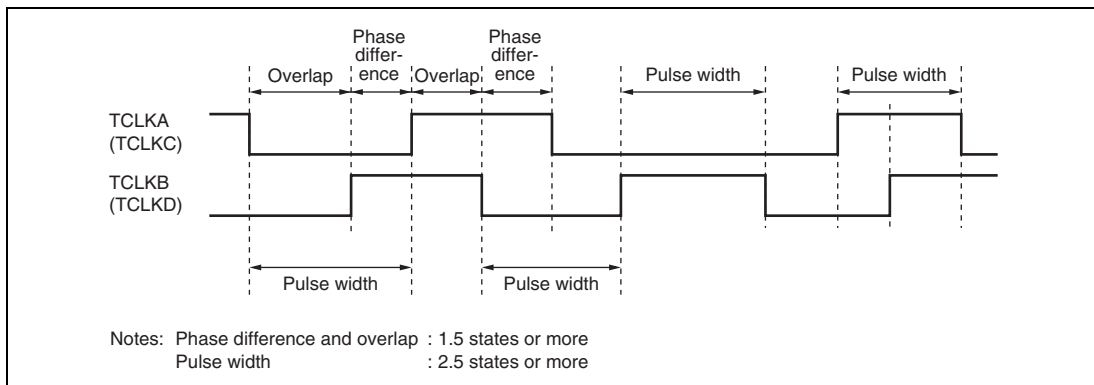 Phase
differ-
ence
Phase
differ-
ence
Overlap
Overlap
Pulse width
Pulse width
TCLKA
(TCLKC)
TCLKB
(TCLKD)
Pulse width
Pulse width
Notes: Phase difference and overlap : 1.5 states or more
Pulse width : 2.5 states or more